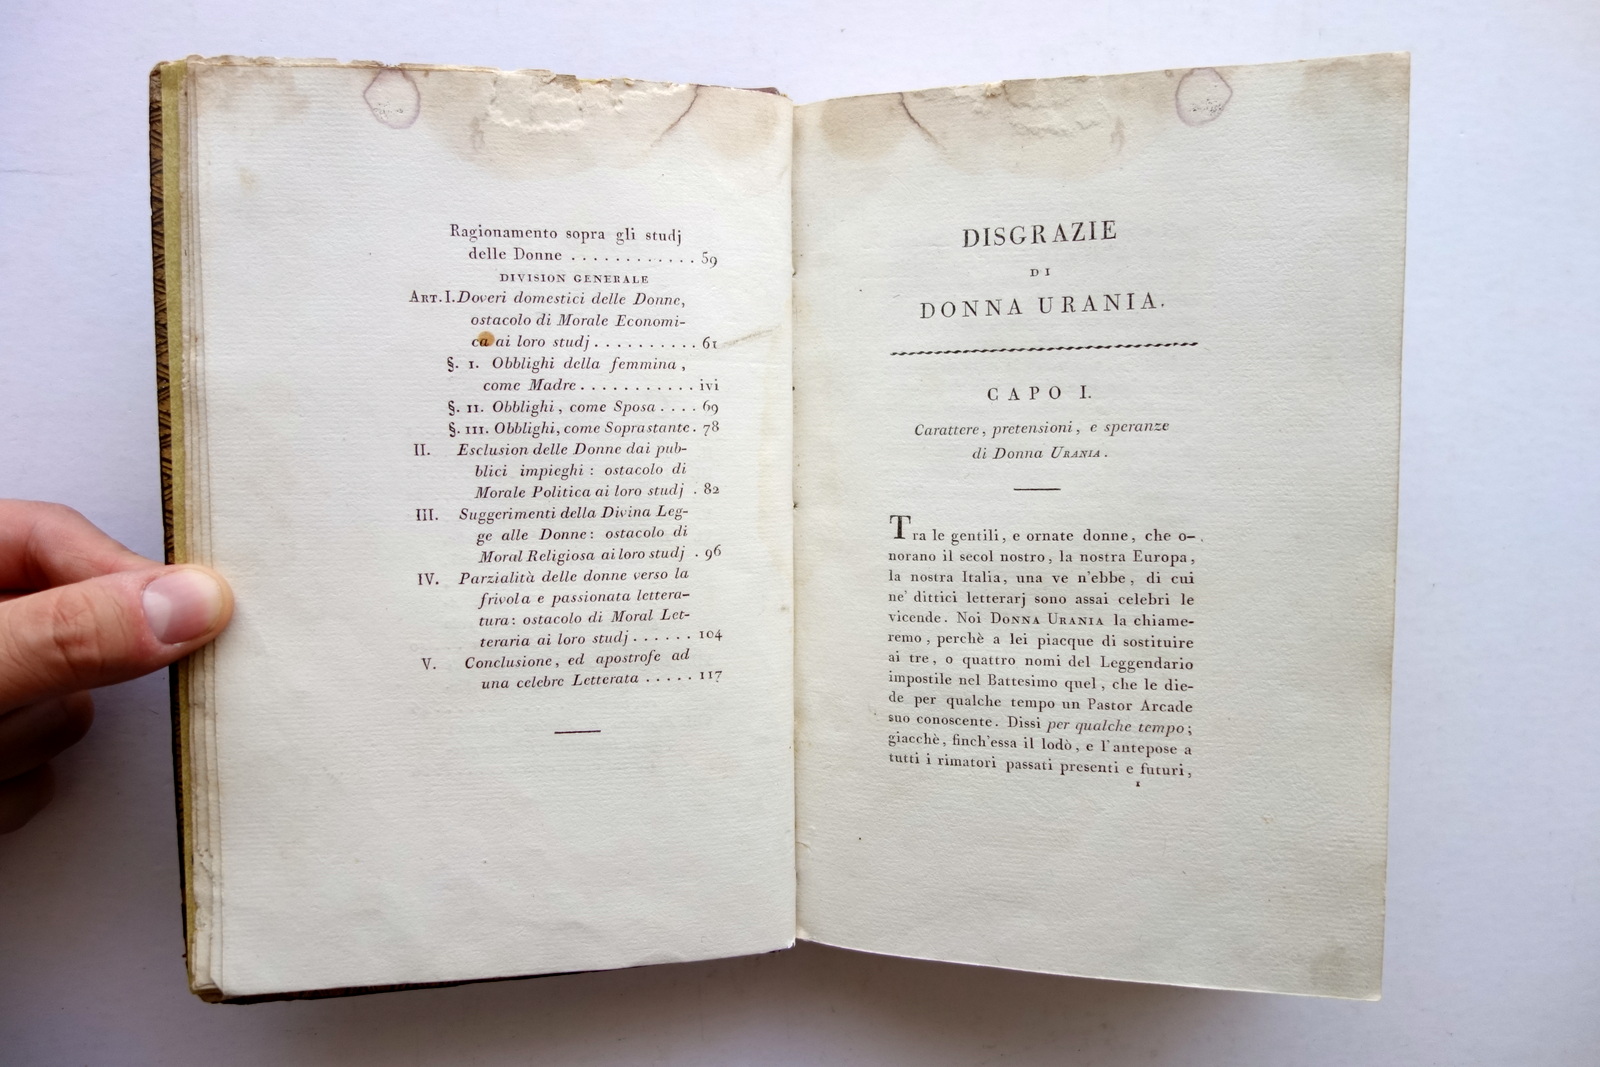 Ragionamento sopra gli studj
delle Donne . . . . . . . . . . . . 59
DIVISION GENERALE
ART. I. Doveri domestici delle Donne,
ostacolo di Morale Economi-
ca ai loro studj . . . . . . . . . . 61
§. I. Obblighi della femmina,
come Madre . . . . . . . . . . . ivi
§. II. Obblighi, come Sposa . . . . 69
§. III. Obblighi, come Soprastante. 78
II. Esclusion delle Donne dai pub-
blici impieghi: ostacolo di
Morale Politica ai loro studj . 82
III. Suggerimenti della Divina Leg-
ge alle Donne: ostacolo di
Moral Religiosa ai loro studj . 96
IV. Parzialità delle donne verso la
frivola e passionata lettera-
tura: ostacolo di Moral Let-
teraria ai loro studj . . . . . . 104
V. Conclusione, ed apostrofe ad
una celebre Letterata . . . . . 117
DISGRAZIE
DI
DONNA URANIA.
CAPO I.
Carattere, pretensioni, e speranze
di Donna URANIA.
Tra le gentili, e ornate donne, che o-
norano il secol nostro, la nostra Europa,
la nostra Italia, una ve n'ebbe, di cui
ne' dittici letterarj sono assai celebri le
vicende. Noi DONNA URANIA la chiame-
remo, perchè a lei piacque di sostituire
ai tre, o quattro nomi del Leggendario
impostile nel Battesimo quel, che le die-
de per qualche tempo un Pastor Arcade
suo conoscente. Dissi per qualche tempo;
giacchè, finch'essa il lodò, e l'antepose a
tutti i rimatori passati presenti e futuri,
1